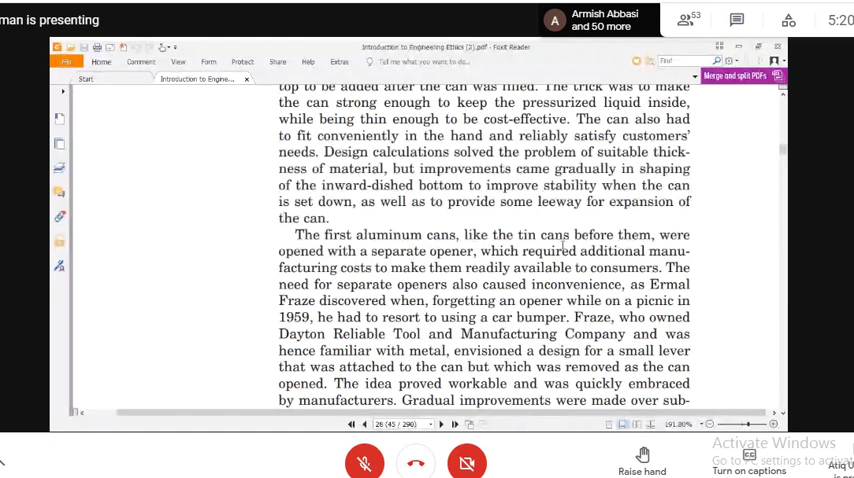 man is presenting
A
Armish Abbasi
and 50 more
53
5:20
Introduction to Engineering Ethics (2).pdf - Foxit Reader
File
Home
Comment
View
Form
Protect
Share
Help
Extras
Tell me what you want to do...
Find
Start
Introduction to Engine...
Merge and split PDFs
top to be added after the can was filled. The trick was to make
the can strong enough to keep the pressurized liquid inside,
while being thin enough to be cost-effective. The can also had
to fit conveniently in the hand and reliably satisfy customers'
needs. Design calculations solved the problem of suitable thick-
ness of material, but improvements came gradually in shaping
of the inward-dished bottom to improve stability when the can
is set down, as well as to provide some leeway for expansion of
the can.
The first aluminum cans, like the tin cans before them, were
opened with a separate opener, which required additional manu-
facturing costs to make them readily available to consumers. The
need for separate openers also caused inconvenience, as Ermal
Fraze discovered when, forgetting an opener while on a picnic in
1959, he had to resort to using a car bumper. Fraze, who owned
Dayton Reliable Tool and Manufacturing Company and was
hence familiar with metal, envisioned a design for a small lever
that was attached to the can but which was removed as the can
opened. The idea proved workable and was quickly embraced
by manufacturers. Gradual improvements were made over sub-
28 (45 / 290)
191.80%
Activate Windows
Go to PC settings to activat
Raise hand
Turn on captions
Atiq U
is pre